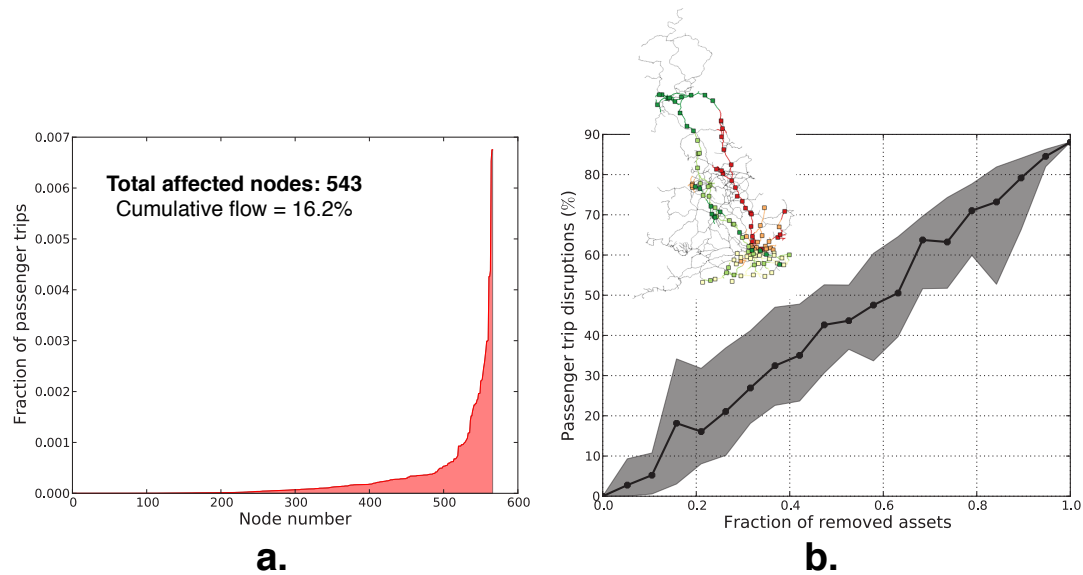 Total affected nodes: 543
Cumulative flow = 16.2%
Fraction of passenger trips
0.007
0.006
0.005
0.004
0.003
0.002
0.001
0.000
0 100 200 300 400 500 600
Node number
a.
Passenger trip disruptions (%)
90
80
70
60
50
40
30
20
10
0
0.0 0.2 0.4 0.6 0.8 1.0
Fraction of removed assets
b.